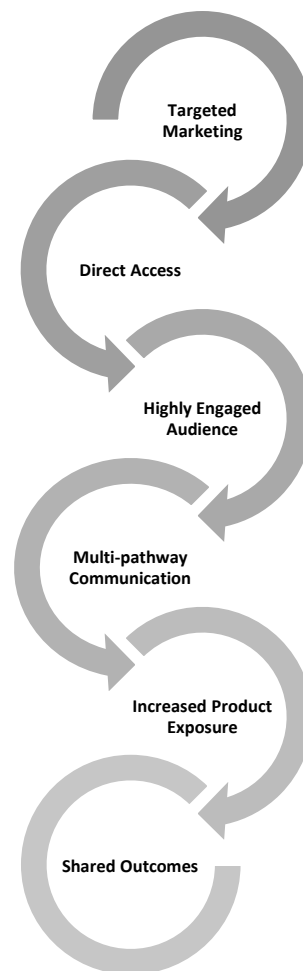 Targeted
Marketing
Direct Access
Highly Engaged
Audience
Multi-pathway
Communication
Increased Product
Exposure
Shared Outcomes